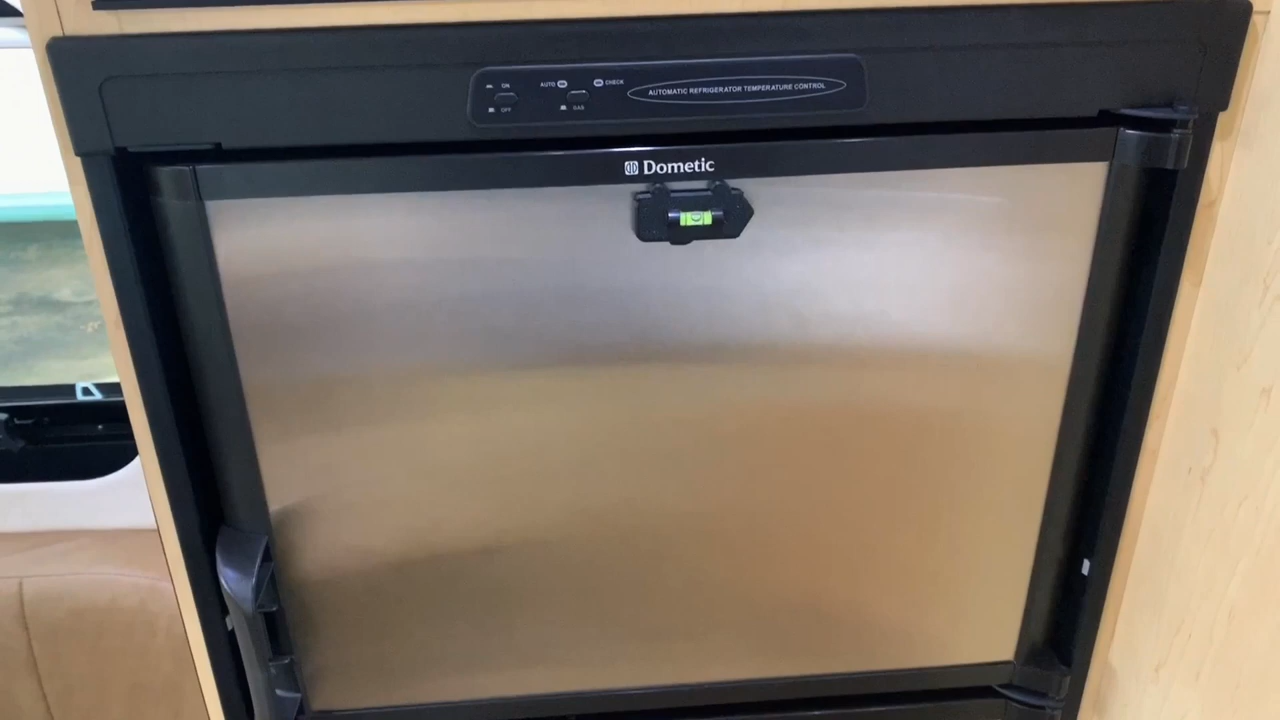 ON
AUTO
CHECK
AUTOMATIC REFRIGERATOR TEMPERATURE CONTROL
OFF
GAS
Dometic